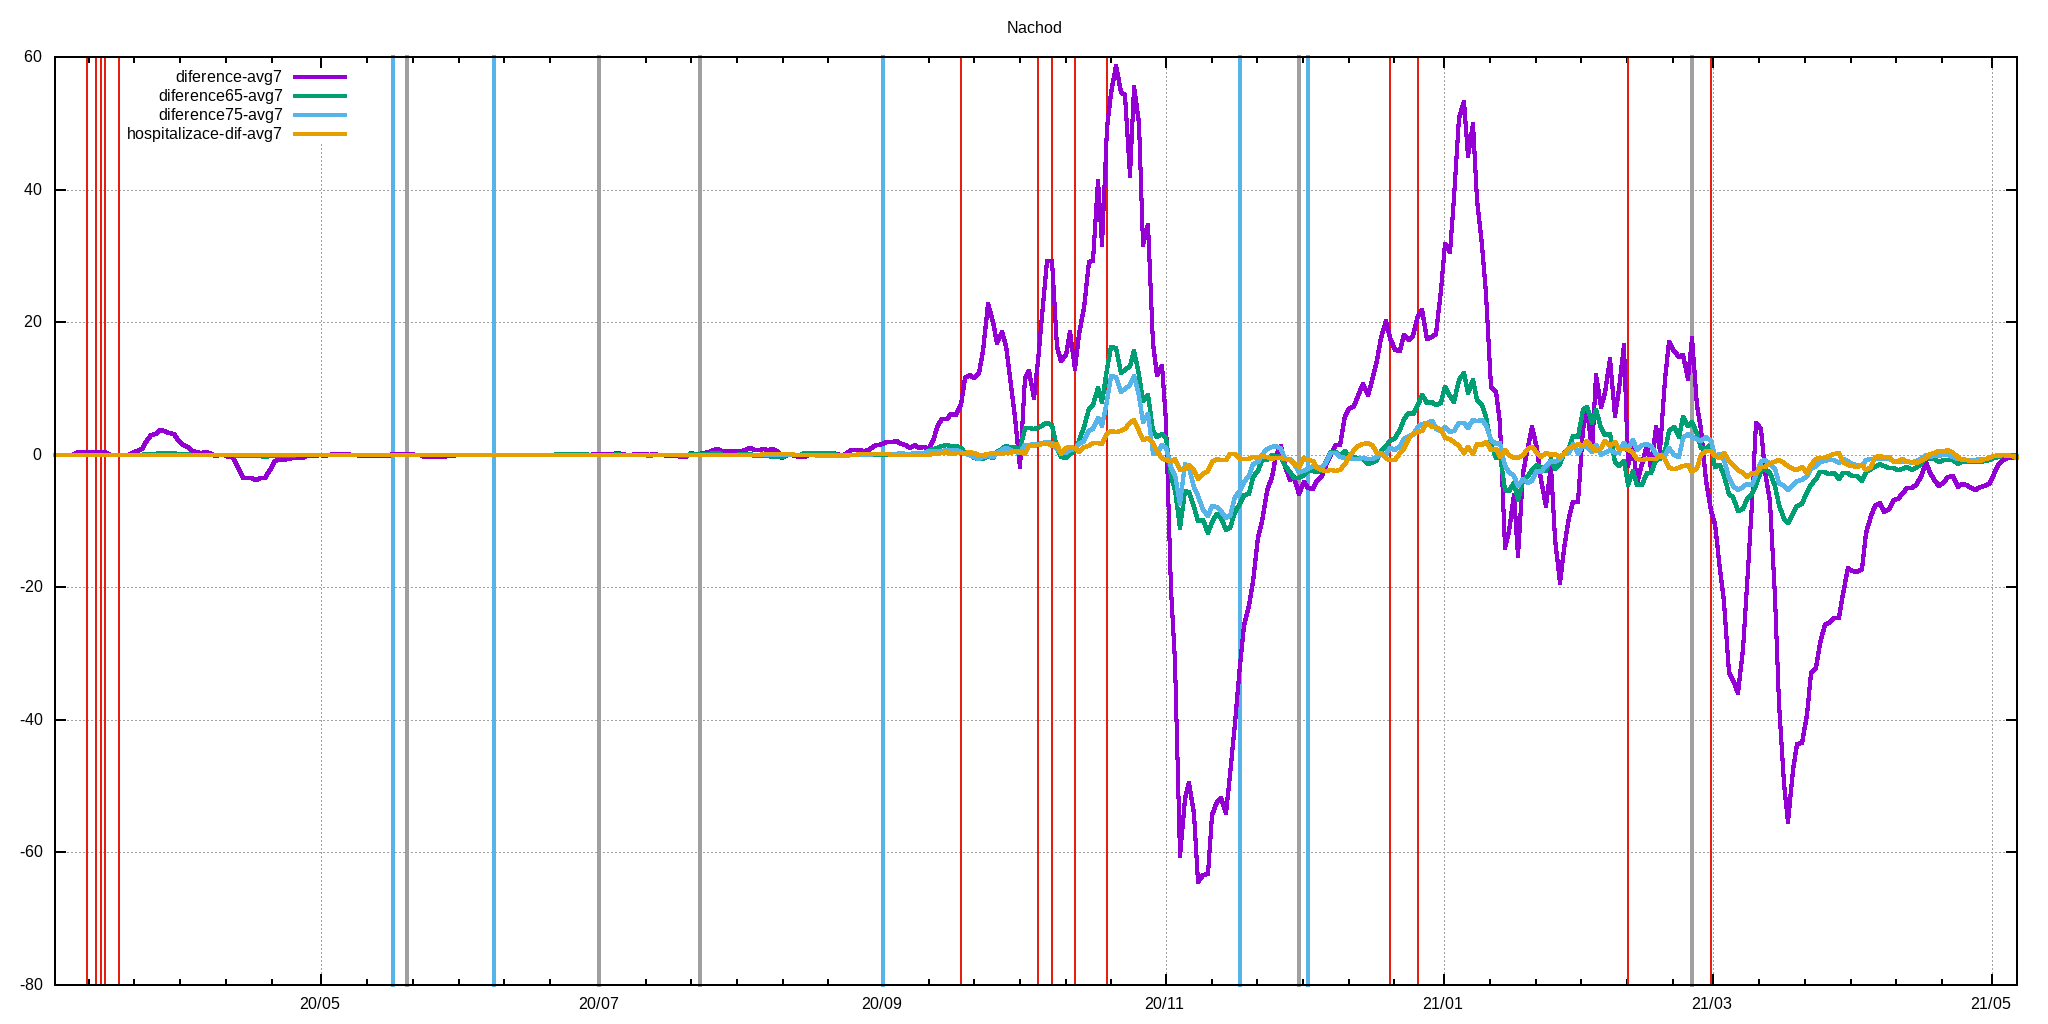 Nachod
60
40
20
0
-20
-40
-60
-80
diference-avg7
diference65-avg7
diference75-avg7
hospitalizace-dif-avg7
20/05 20/07 20/09 20/11 21/01 21/03 21/05